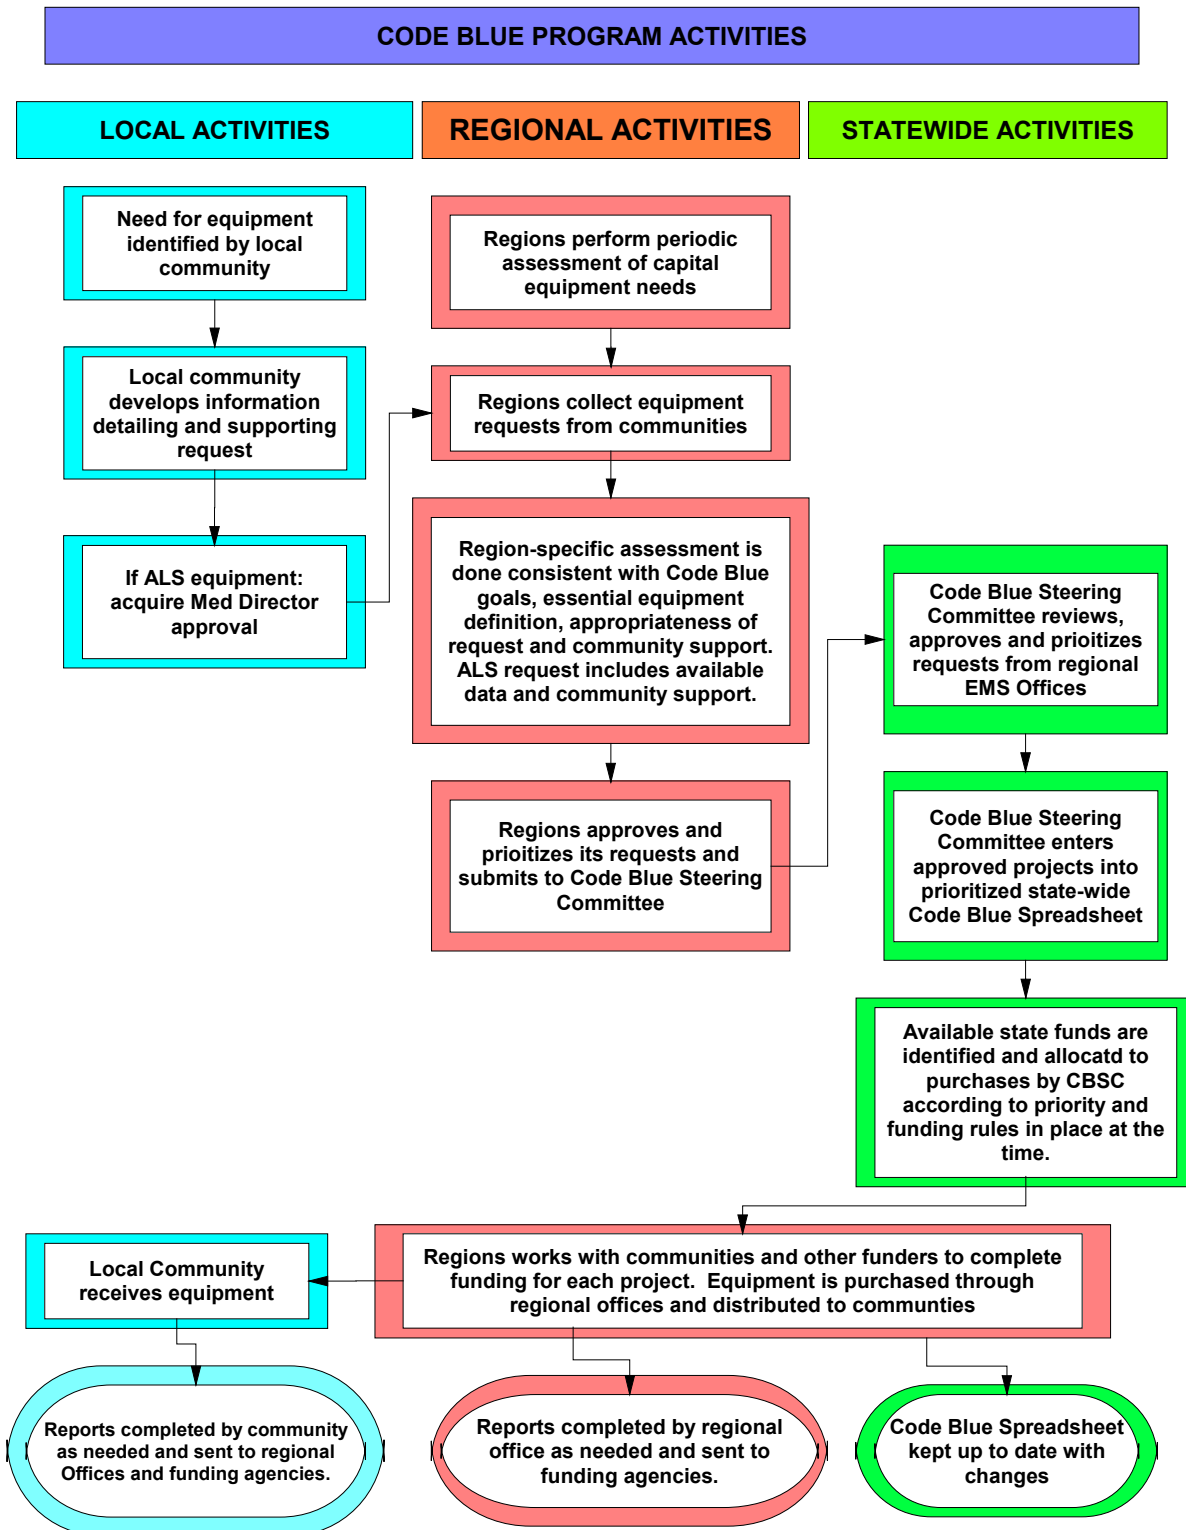 CODE BLUE PROGRAM ACTIVITIES
LOCAL ACTIVITIES
REGIONAL ACTIVITIES
STATEWIDE ACTIVITIES
Need for equipment
identified by local
community
Local community
develops information
detailing and supporting
request
If ALS equipment:
acquire Med Director
approval
Regions perform periodic
assessment of capital
equipment needs
Regions collect equipment
requests from communities
Region-specific assessment is
done consistent with Code Blue
goals, essential equipment
definition, appropriateness of
request and community support.
ALS request includes available
data and community support.
Regions approves and
prioitizes its requests and
submits to Code Blue Steering
Committee
Code Blue Steering
Committee reviews,
approves and prioitizes
requests from regional
EMS Offices
Code Blue Steering
Committee enters
approved projects into
prioritized state-wide
Code Blue Spreadsheet
Available state funds are
identified and allocatd to
purchases by CBSC
according to priority and
funding rules in place at the
time.
Regions works with communities and other funders to complete
funding for each project. Equipment is purchased through
regional offices and distributed to communties
Local Community
receives equipment
Reports completed by community
as needed and sent to regional
Offices and funding agencies.
Reports completed by regional
office as needed and sent to
funding agencies.
Code Blue Spreadsheet
kept up to date with
changes